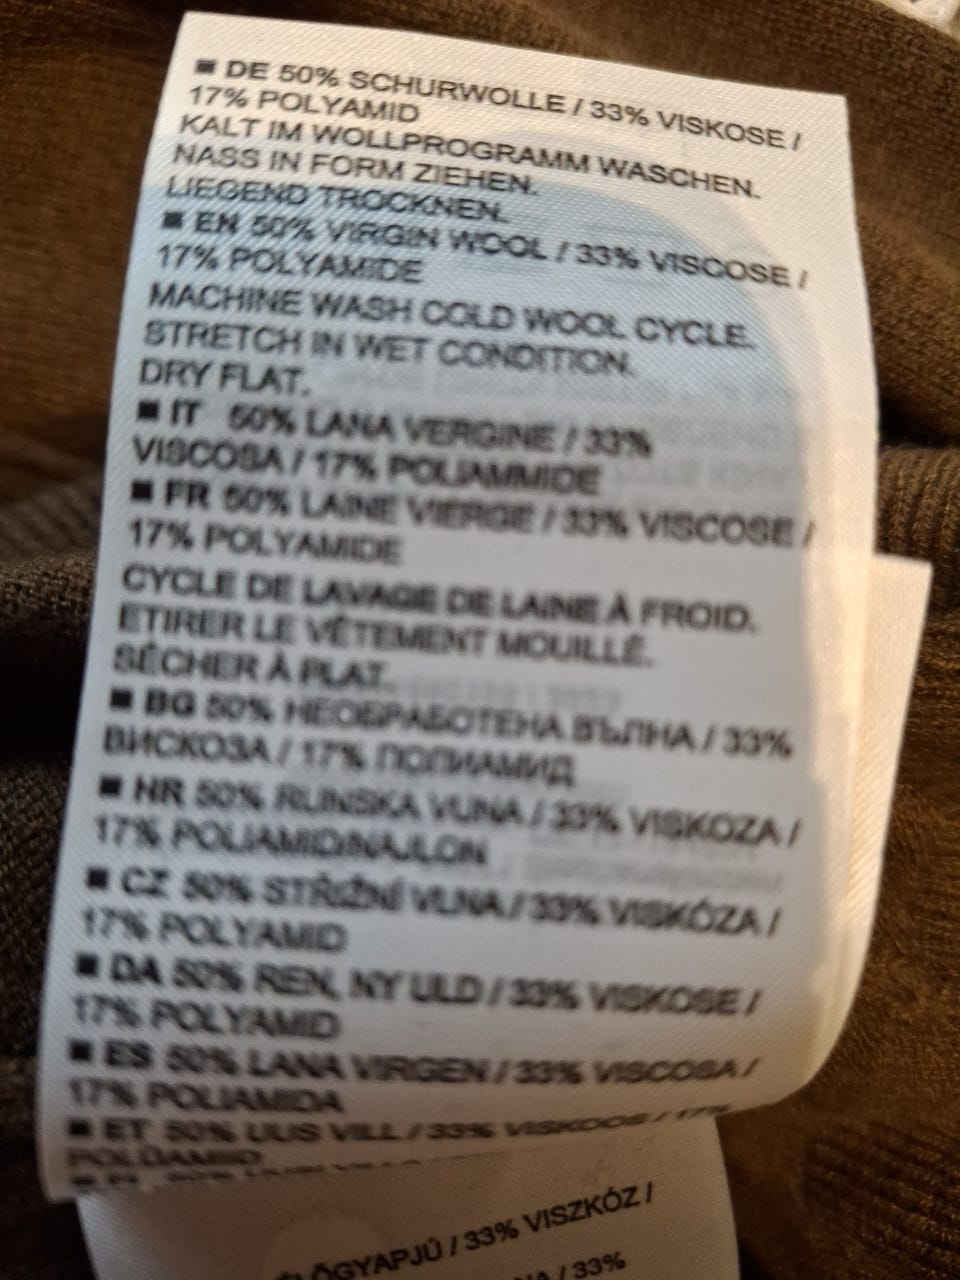 ■ DE 50% SCHURWOLLE / 33% VISKOSE /
17% POLYAMID
KALT IM WOLLPROGRAMM WASCHEN.
NASS IN FORM ZIEHEN.
LIEGEND TROCKNEN.
■ EN 50% VIRGIN WOOL / 33% VISCOSE /
17% POLYAMIDE
MACHINE WASH COLD WOOL CYCLE.
STRETCH IN WET CONDITION.
DRY FLAT.
■ IT 50% LANA VERGINE / 33%
VISCOSA / 17% POLIAMMIDE
■ FR 50% LAINE VIERGE / 33% VISCOSE /
17% POLYAMIDE
CYCLE DE LAVAGE DE LAINE À FROID.
ETIRER LE VÊTEMENT MOUILLÉ.
SÉCHER À PLAT.
■ BG 50% НЕОБРАБОТЕНА ВЪЛНА / 33%
ВИСКОЗА / 17% ПОЛИАМИД
■ HR 50% RUNSKA VUNA / 33% VISKOZA /
17% POLIAMID/NAJLON
■ CZ 50% STŘIŽNÍ VLNA / 33% VISKÓZA /
17% POLYAMID
■ DA 50% REN, NY ULD / 33% VISKOSE /
17% POLYAMID
■ ES 50% LANA VIRGEN / 33% VISCOSA /
17% POLIAMIDA
■ ET 50% UUS VILL / 33% VISKOOS / 17%
POLÜAMIID
ÉLŐGYAPJÚ / 33% VISZKÓZ /
/ 33%